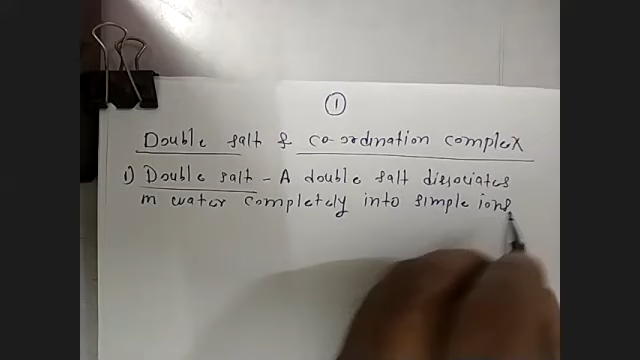 1
Double salt & co-ordination complex
1) Double salt - A double salt dissociates
in water completely into simple ions